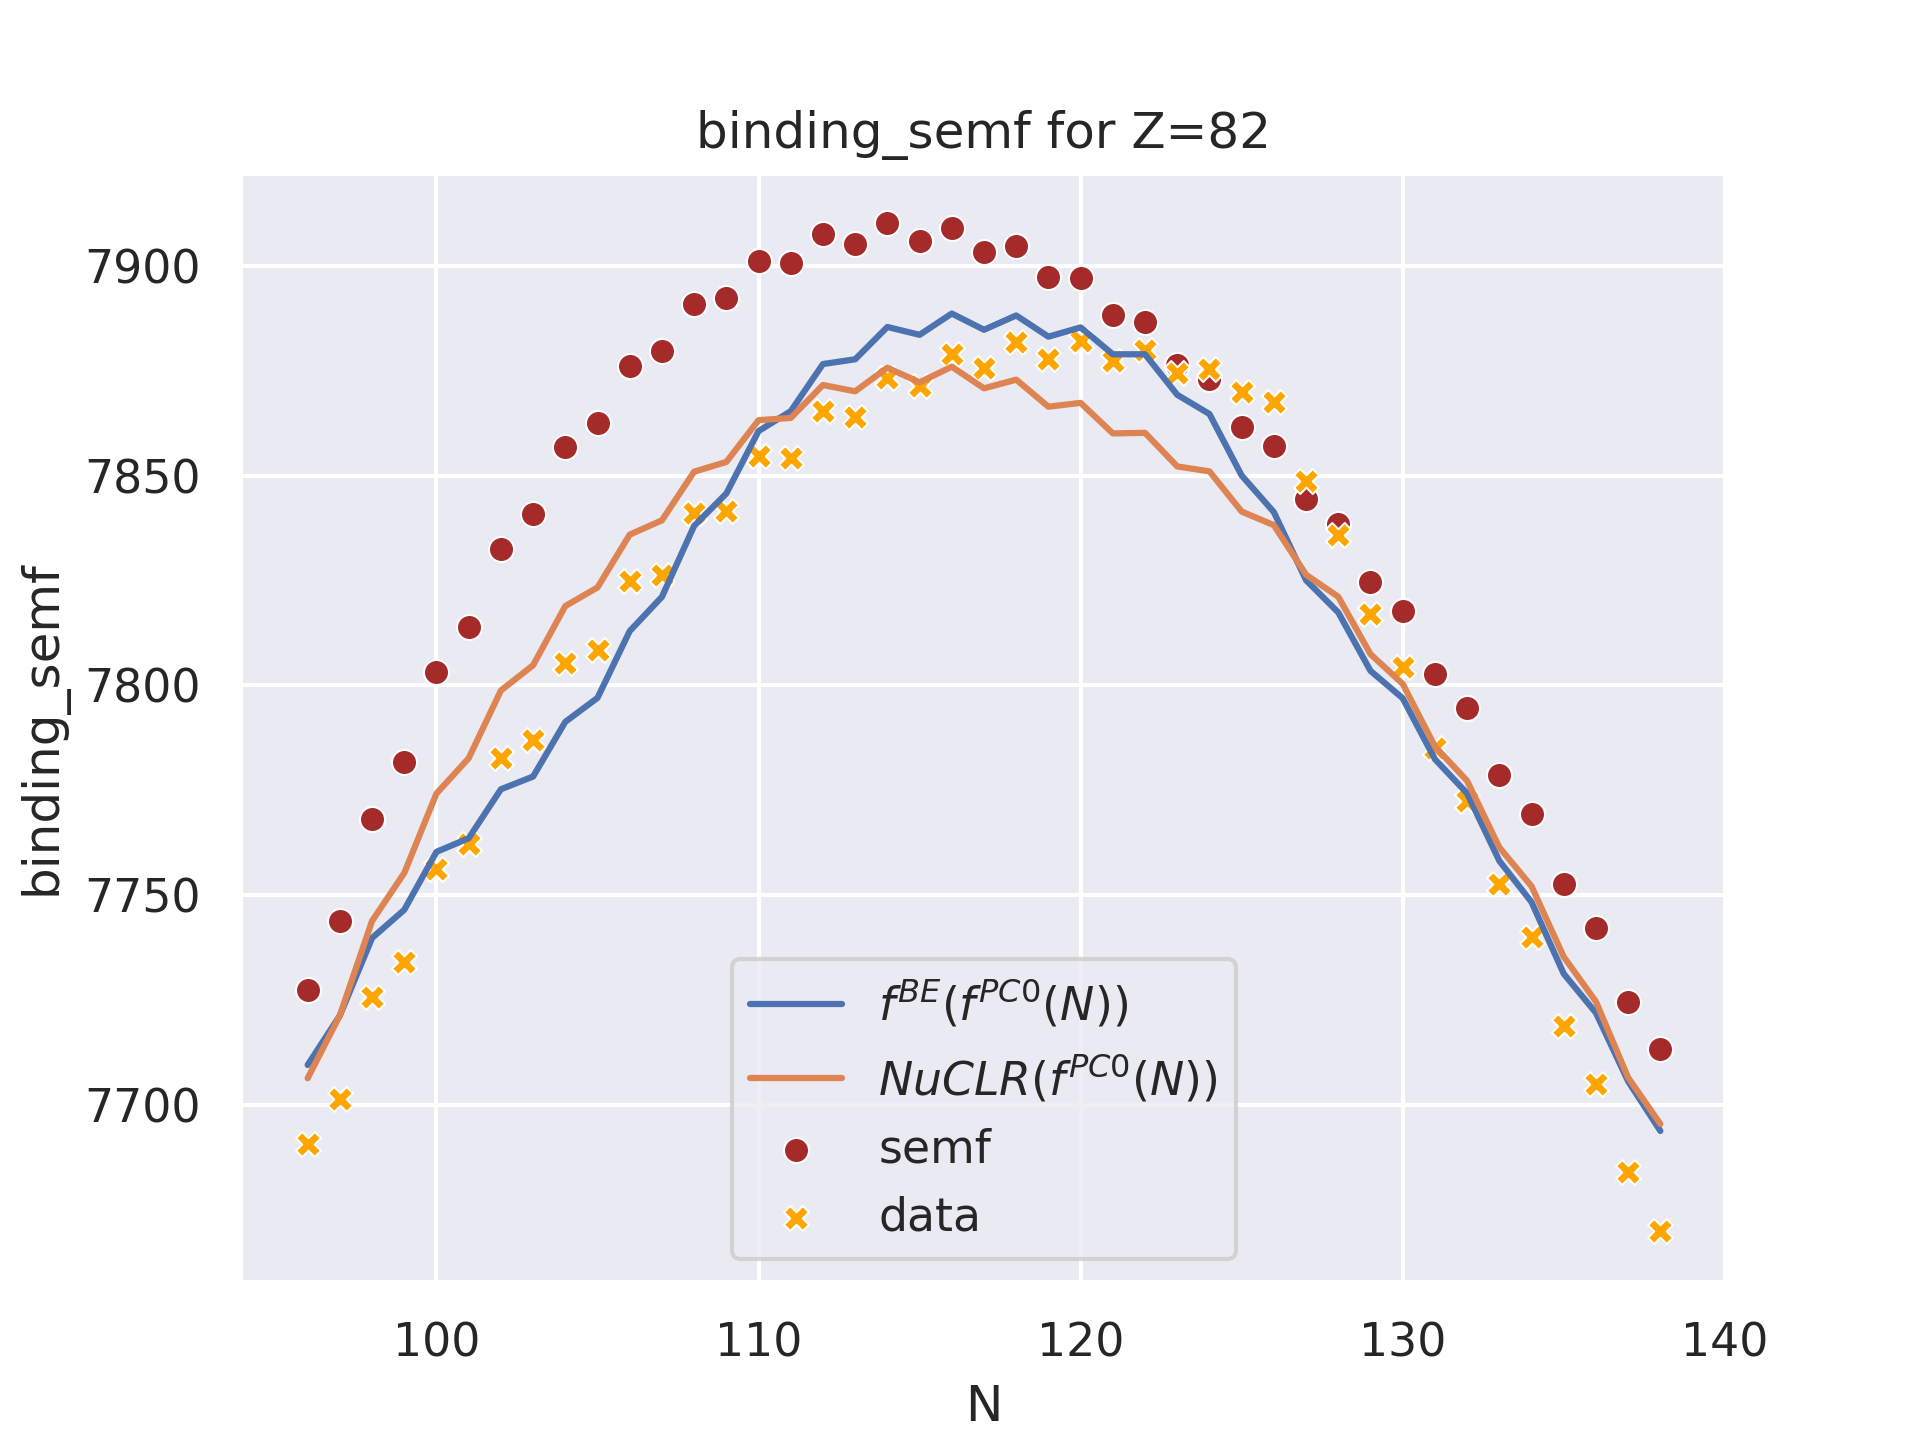 binding_semf for Z=82
binding_semf
7900
7850
7800
7750
7700
f^{BE}(f^{PC0}(N))
NuCLR(f^{PC0}(N))
semf
data
100 110 120 130 140
N